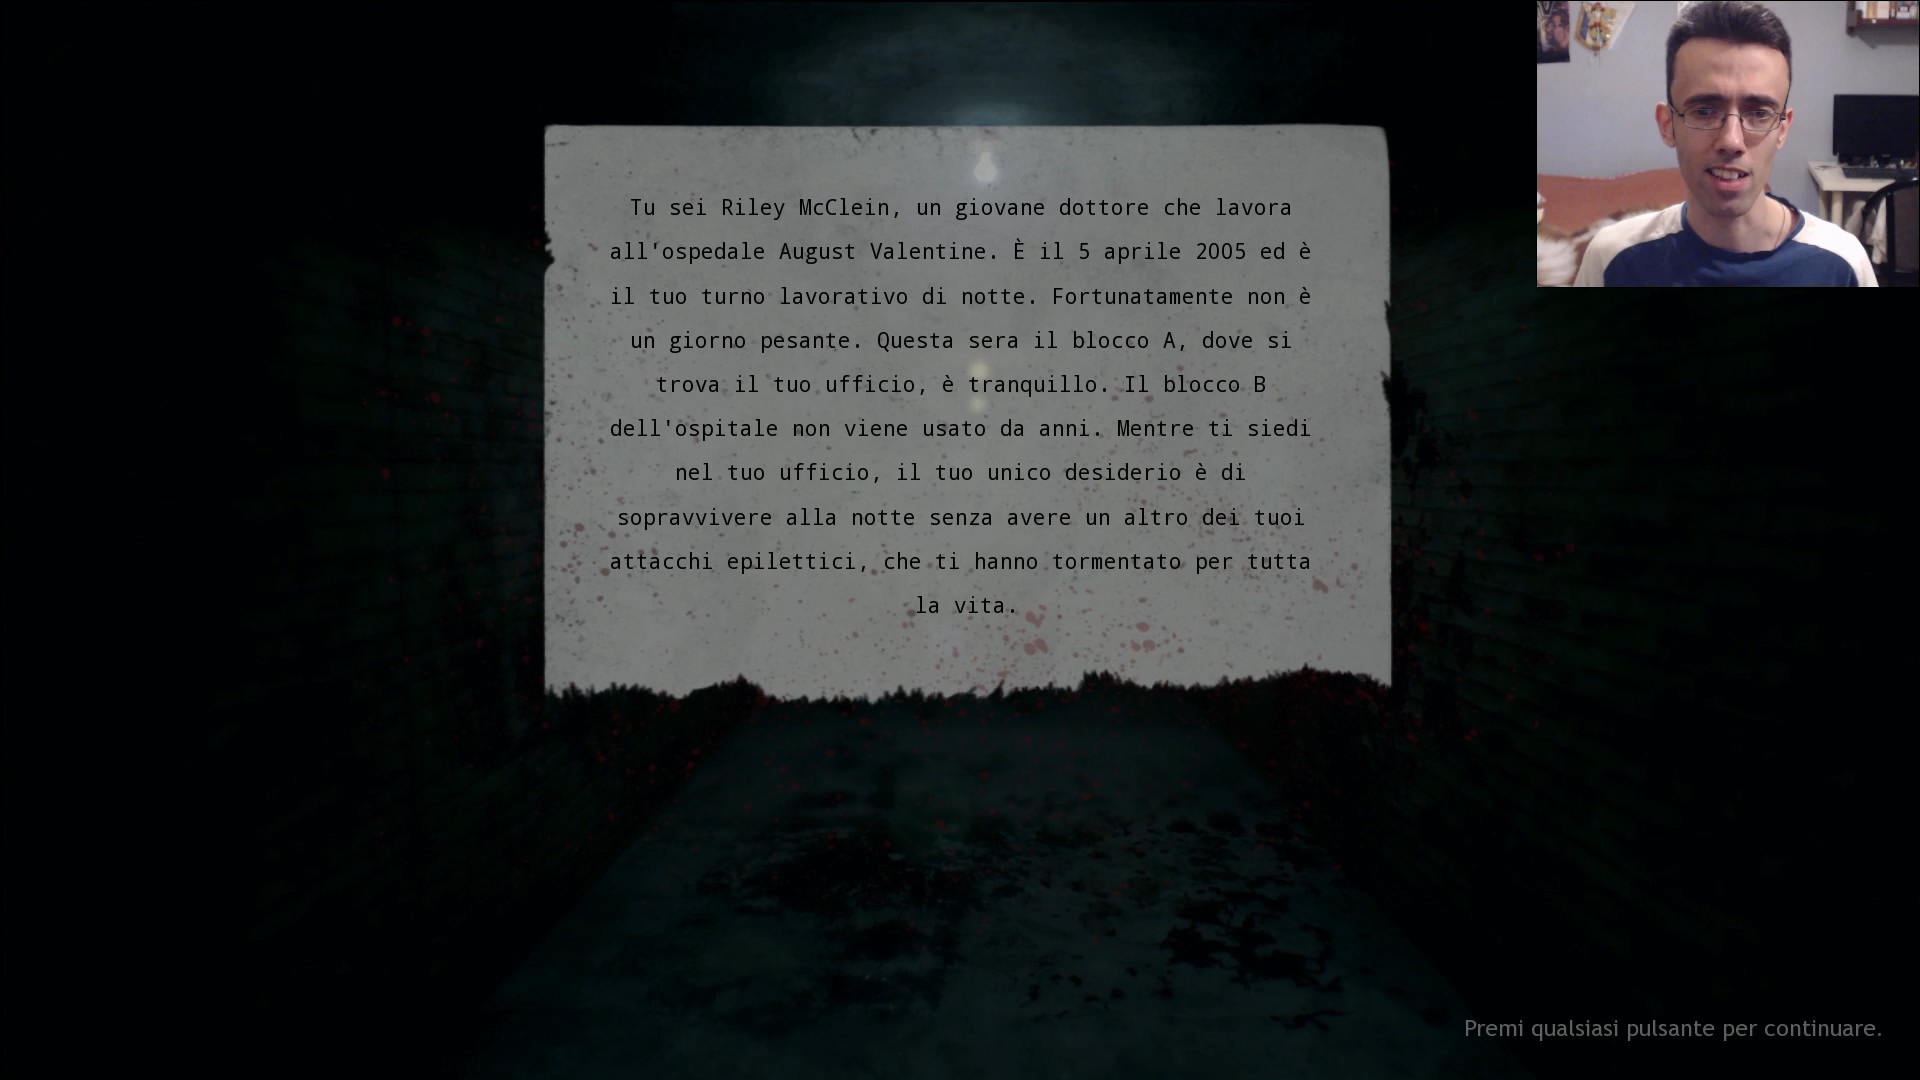 Tu sei Riley McClein, un giovane dottore che lavora
all'ospedale August Valentine. È il 5 aprile 2005 ed è
il tuo turno lavorativo di notte. Fortunatamente non è
un giorno pesante. Questa sera il blocco A, dove si
trova il tuo ufficio, è tranquillo. Il blocco B
dell'ospitale non viene usato da anni. Mentre ti siedi
nel tuo ufficio, il tuo unico desiderio è di
sopravvivere alla notte senza avere un altro dei tuoi
attacchi epilettici, che ti hanno tormentato per tutta
la vita.
Premi qualsiasi pulsante per continuare.